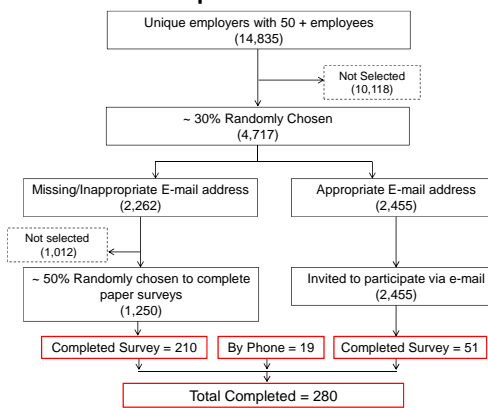 Unique employers with 50 + employees
(14,835)
Not Selected
(10,118)
~ 30% Randomly Chosen
(4,717)
Missing/Inappropriate E-mail address
(2,262)
Appropriate E-mail address
(2,455)
Not selected
(1,012)
~ 50% Randomly chosen to complete
paper surveys
(1,250)
Invited to participate via e-mail
(2,455)
Completed Survey = 210
By Phone = 19
Completed Survey = 51
Total Completed = 280